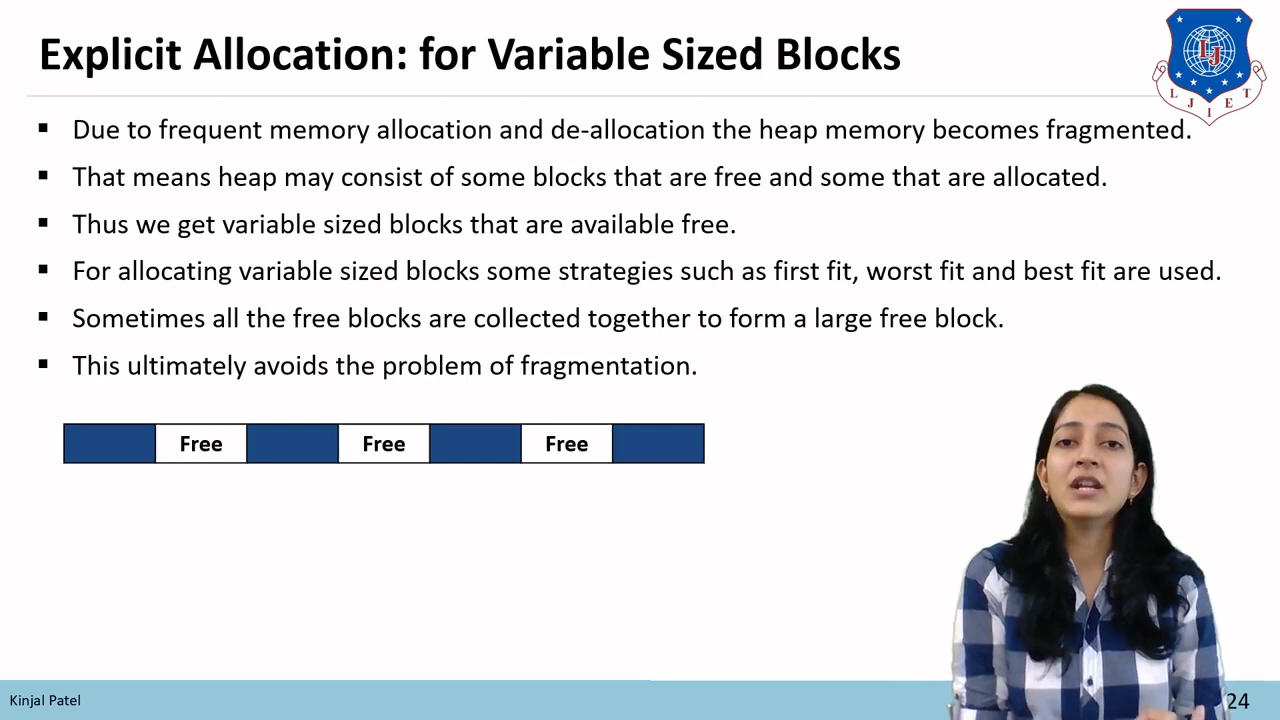 Explicit Allocation: for Variable Sized Blocks
LJ
L J I E T
▪ Due to frequent memory allocation and de-allocation the heap memory becomes fragmented.
▪ That means heap may consist of some blocks that are free and some that are allocated.
▪ Thus we get variable sized blocks that are available free.
▪ For allocating variable sized blocks some strategies such as first fit, worst fit and best fit are used.
▪ Sometimes all the free blocks are collected together to form a large free block.
▪ This ultimately avoids the problem of fragmentation.
Free Free Free
Kinjal Patel
24